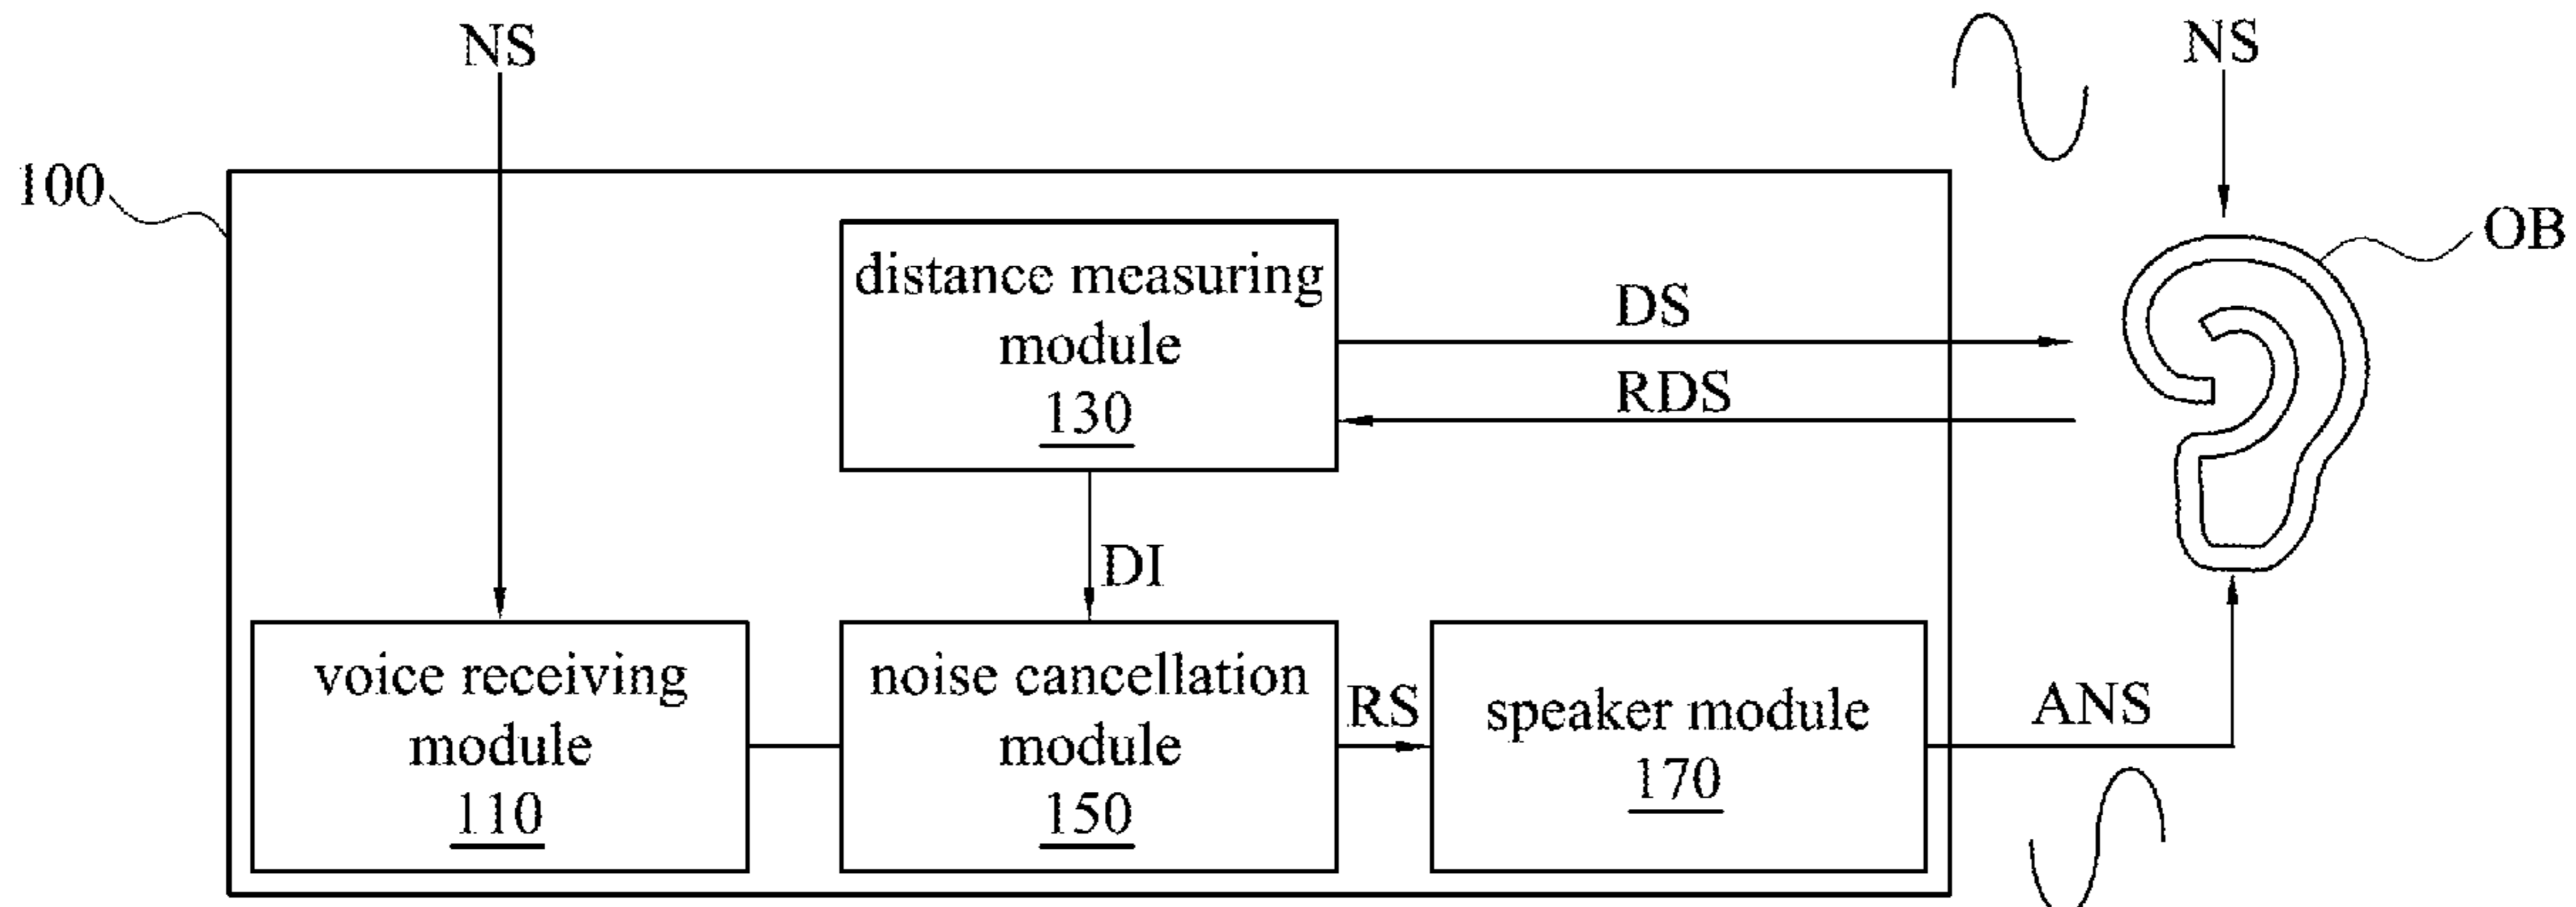 NS
NS
100
OB
distance measuring
module
130
DS
RDS
DI
voice receiving
module
110
noise cancellation
module
150
RS
speaker module
170
ANS